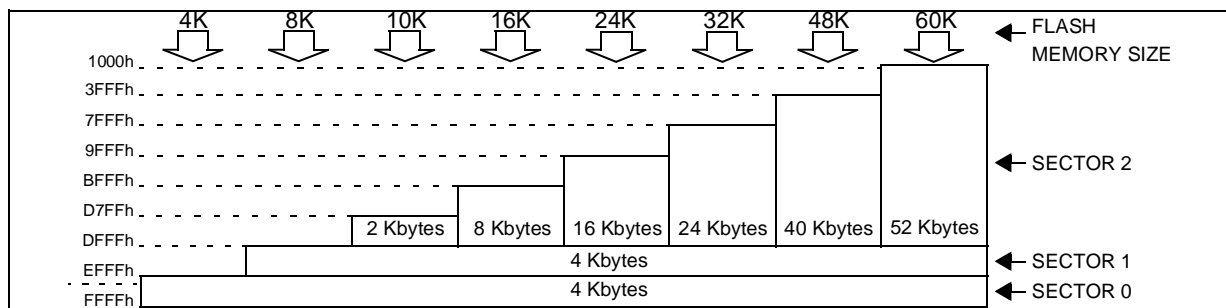 4K 8K 10K 16K 24K 32K 48K 60K FLASH
MEMORY SIZE
1000h
3FFFh
7FFFh
9FFFh
SECTOR 2
BFFFh
D7FFh
2 Kbytes 8 Kbytes 16 Kbytes 24 Kbytes 40 Kbytes 52 Kbytes
DFFFh
4 Kbytes SECTOR 1
EFFFh
4 Kbytes SECTOR 0
FFFFh